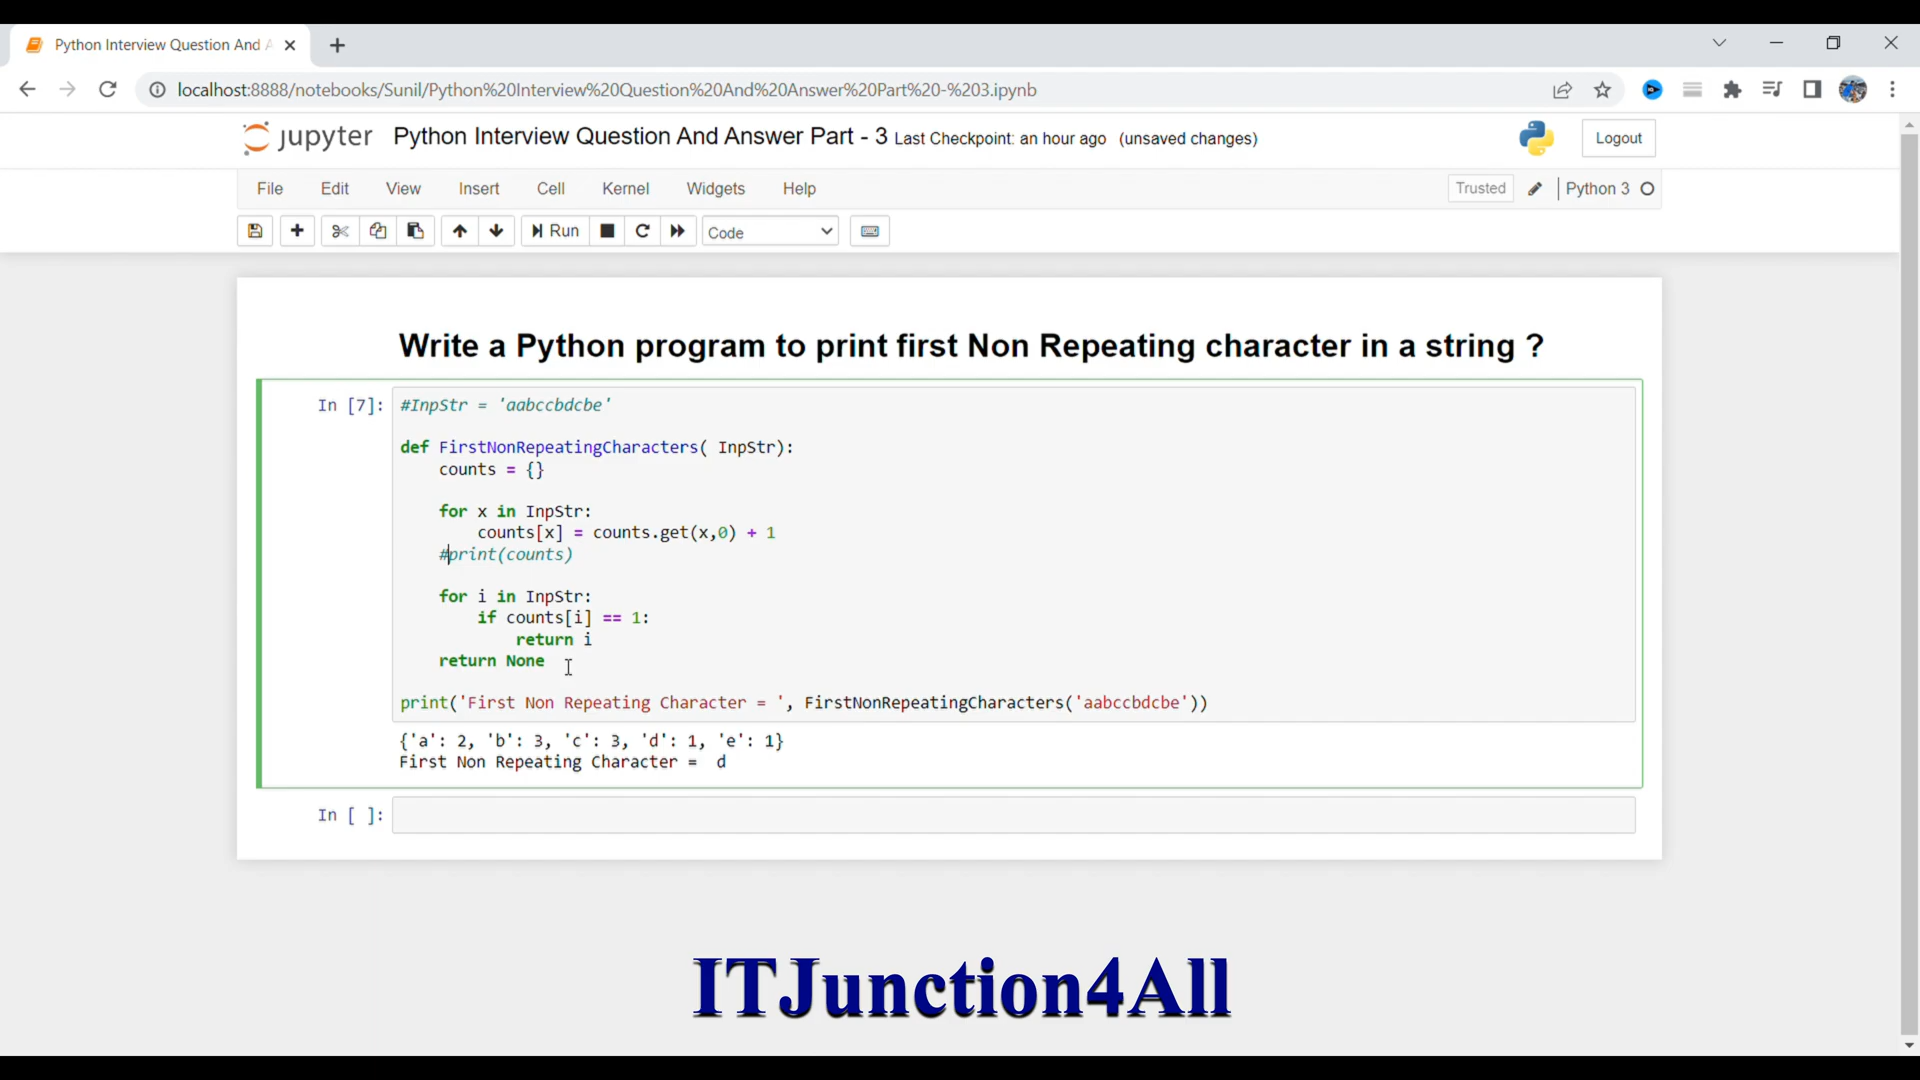 Python Interview Question And A
localhost:8888/notebooks/Sunil/Python%20Interview%20Question%20And%20Answer%20Part%20-%203.ipynb
jupyter Python Interview Question And Answer Part - 3 Last Checkpoint: an hour ago (unsaved changes)
Logout
File Edit View Insert Cell Kernel Widgets Help
Trusted Python 3
Run Code
Write a Python program to print first Non Repeating character in a string ?
In [7]: #InpStr = 'aabccbdcbe'
def FirstNonRepeatingCharacters( InpStr):
    counts = {}
    for x in InpStr:
        counts[x] = counts.get(x,0) + 1
    #print(counts)
    for i in InpStr:
        if counts[i] == 1:
            return i
    return None
print('First Non Repeating Character = ', FirstNonRepeatingCharacters('aabccbdcbe'))
{'a': 2, 'b': 3, 'c': 3, 'd': 1, 'e': 1}
First Non Repeating Character =  d
In [ ]:
ITJunction4All